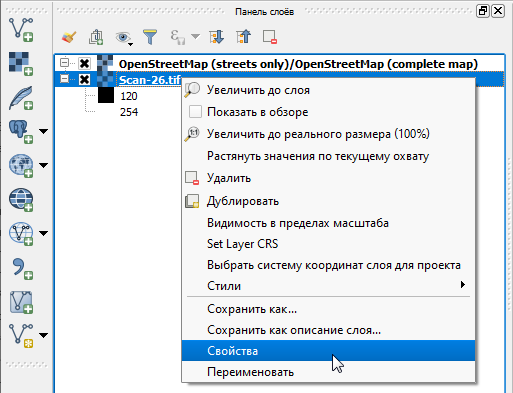 Панель слоёв
OpenStreetMap (streets only)/OpenStreetMap (complete map)
Scan-26.tif
120
254
Увеличить до слоя
Показать в обзоре
Увеличить до реального размера (100%)
Растянуть значения по текущему охвату
Удалить
Дублировать
Видимость в пределах масштаба
Set Layer CRS
Выбрать систему координат слоя для проекта
Стили
Сохранить как...
Сохранить как описание слоя...
Свойства
Переименовать